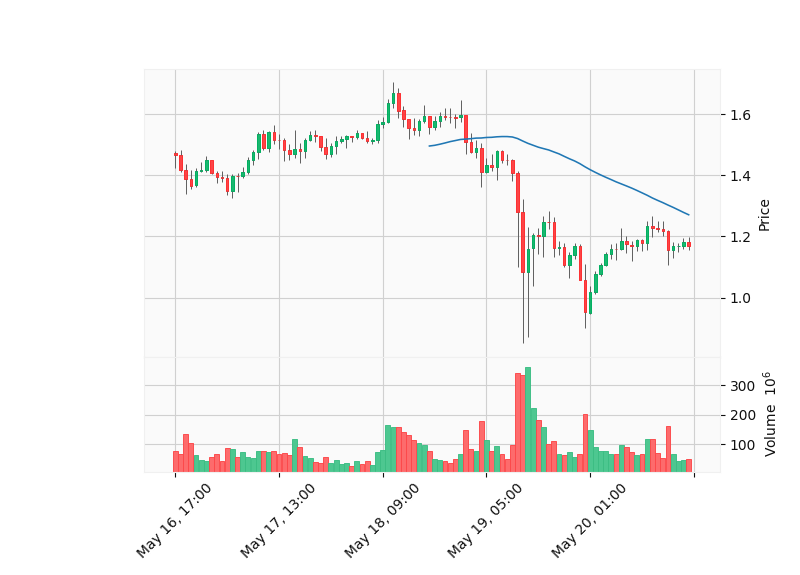 1.6
1.4
1.2
1.0
Price
300
200
100
Volume 10^6
May 16, 17:00
May 17, 13:00
May 18, 09:00
May 19, 05:00
May 20, 01:00